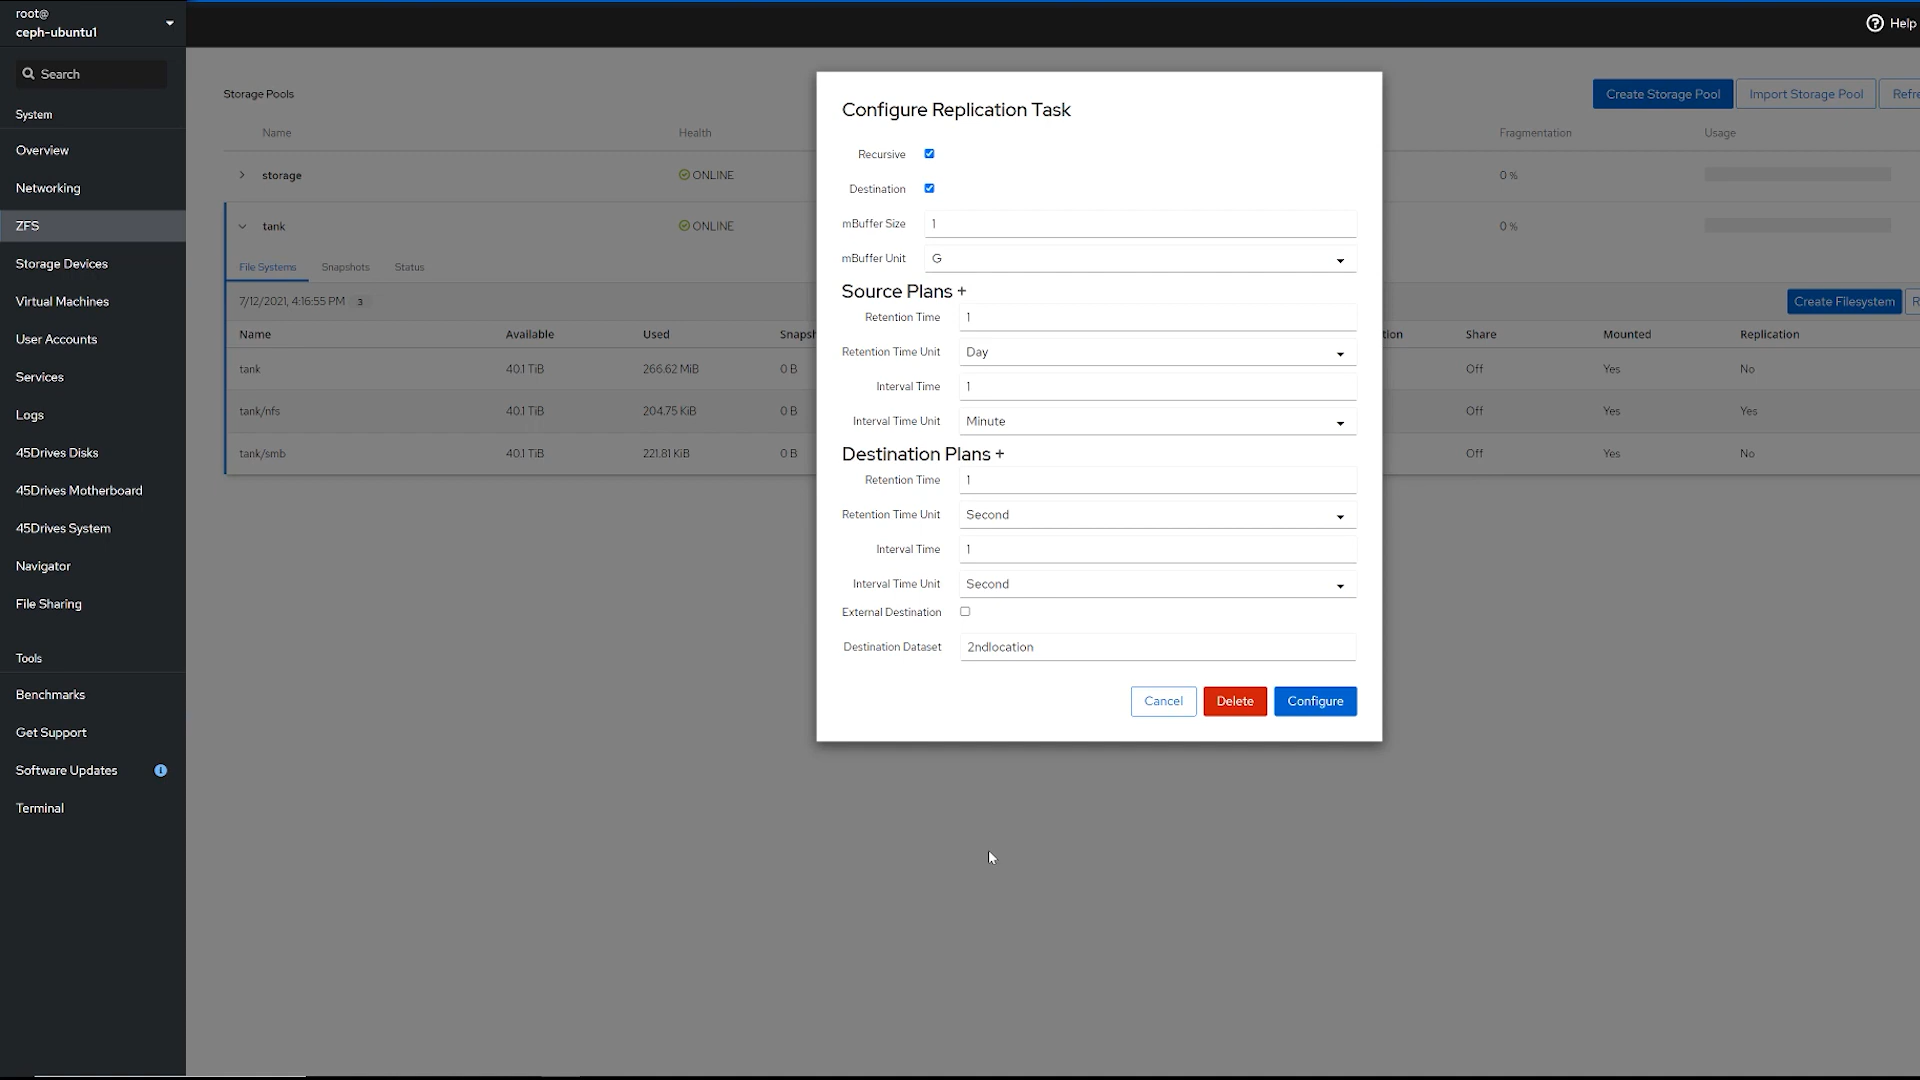 root@
ceph-ubuntu1
Help
Search
System
Overview
Networking
ZFS
Storage Devices
Virtual Machines
User Accounts
Services
Logs
45Drives Disks
45Drives Motherboard
45Drives System
Navigator
File Sharing
Tools
Benchmarks
Get Support
Software Updates
Terminal
Storage Pools
Create Storage Pool
Import Storage Pool
Refre
Name Health Fragmentation Usage
storage ONLINE 0 %
tank ONLINE 0 %
File Systems Snapshots Status
7/12/2021, 4:16:55 PM 3
Create Filesystem R
Name Available Used Snapsh tion Share Mounted Replication
tank 40.1 TiB 266.62 MiB 0 B Off Yes No
tank/nfs 40.1 TiB 204.75 KiB 0 B Off Yes Yes
tank/smb 40.1 TiB 221.81 KiB 0 B Off Yes No
Configure Replication Task
Recursive
Destination
mBuffer Size 1
mBuffer Unit G
Source Plans +
Retention Time 1
Retention Time Unit Day
Interval Time 1
Interval Time Unit Minute
Destination Plans +
Retention Time 1
Retention Time Unit Second
Interval Time 1
Interval Time Unit Second
External Destination
Destination Dataset 2ndlocation
Cancel Delete Configure